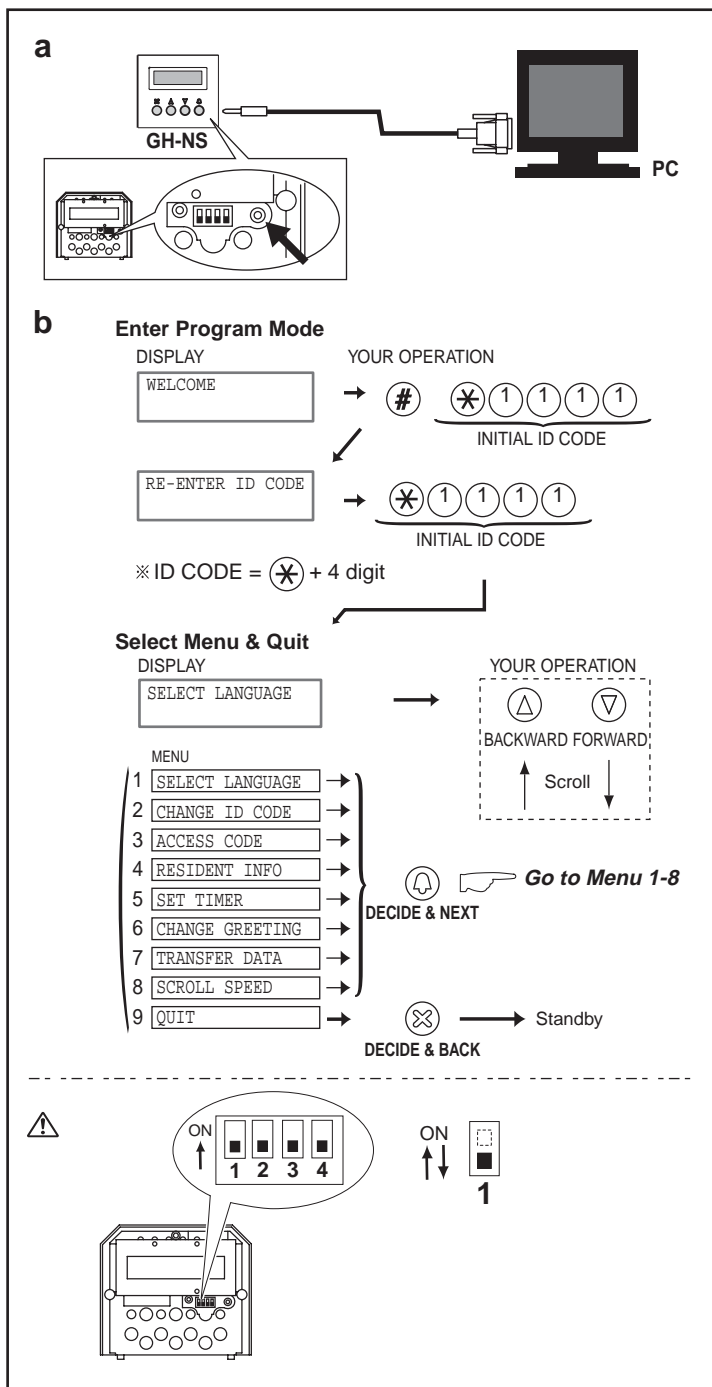 a
GH-NS
PC
b
Enter Program Mode
DISPLAY YOUR OPERATION
WELCOME
# * 1 1 1 1
INITIAL ID CODE
RE-ENTER ID CODE
* 1 1 1 1
INITIAL ID CODE
※ ID CODE = * + 4 digit
Select Menu & Quit
DISPLAY YOUR OPERATION
SELECT LANGUAGE
BACKWARD FORWARD
Scroll
MENU
1 SELECT LANGUAGE
2 CHANGE ID CODE
3 ACCESS CODE
4 RESIDENT INFO
5 SET TIMER
6 CHANGE GREETING
7 TRANSFER DATA
8 SCROLL SPEED
DECIDE & NEXT
Go to Menu 1-8
9 QUIT
DECIDE & BACK
Standby
ON
1 2 3 4
ON
1